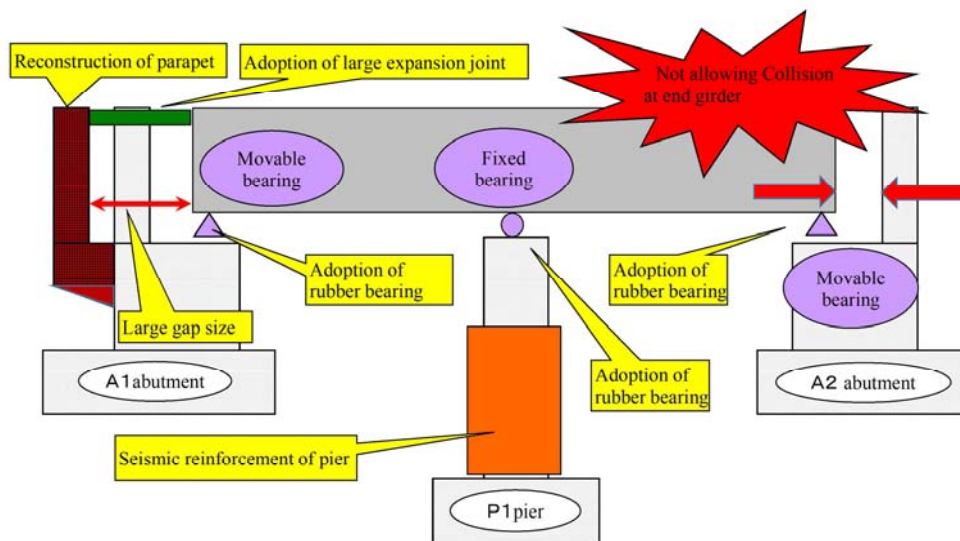 Reconstruction of parapet
Adoption of large expansion joint
Not allowing Collision
at end girder
Movable
bearing
Fixed
bearing
Adoption of
rubber bearing
Adoption of
rubber bearing
Movable
bearing
Large gap size
Adoption of
rubber bearing
A1abutment
A2 abutment
Seismic reinforcement of pier
P1pier